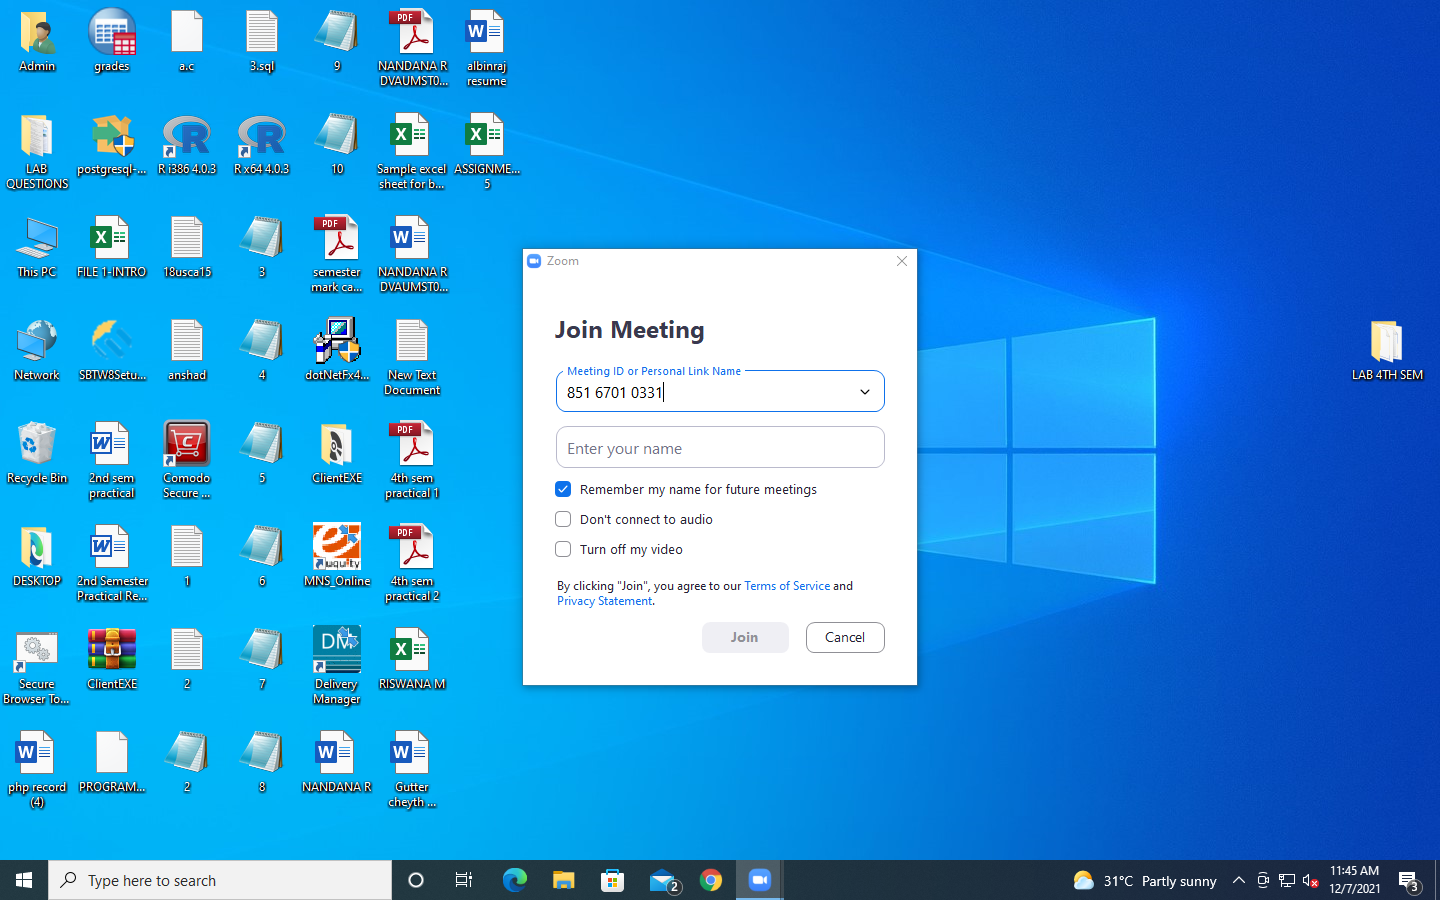 Admin
grades
a.c
3.sql
9
NANDANA R
DVAUMST0...
albinraj
resume
LAB
QUESTIONS
postgresql-...
R i386 4.0.3
R x64 4.0.3
10
Sample excel
sheet for b...
ASSIGNME...
5
This PC
FILE 1-INTRO
18usca15
3
semester
mark ca...
NANDANA R
DVAUMST0...
Network
SBTW8Setu...
anshad
4
dotNetFx4...
New Text
Document
Recycle Bin
2nd sem
practical
Comodo
Secure ...
5
ClientEXE
4th sem
practical 1
DESKTOP
2nd Semester
Practical Re...
1
6
MNS_Online
4th sem
practical 2
Secure
Browser To...
ClientEXE
2
7
Delivery
Manager
RISWANA M
php record
(4)
PROGRAM...
2
8
NANDANA R
Gutter
cheyth ...
Zoom
Join Meeting
Meeting ID or Personal Link Name
851 6701 0331
Enter your name
Remember my name for future meetings
Don't connect to audio
Turn off my video
By clicking "Join", you agree to our Terms of Service and
Privacy Statement.
Join
Cancel
LAB 4TH SEM
Type here to search
2
31°C Partly sunny
11:45 AM
12/7/2021
3